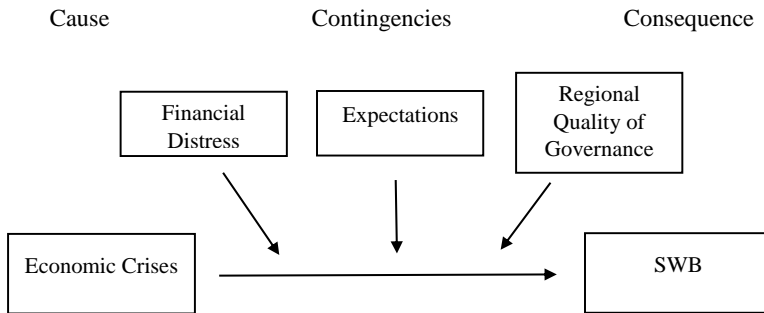 Cause Contingencies Consequence
Financial
Distress
Expectations
Regional
Quality of
Governance
Economic Crises
SWB